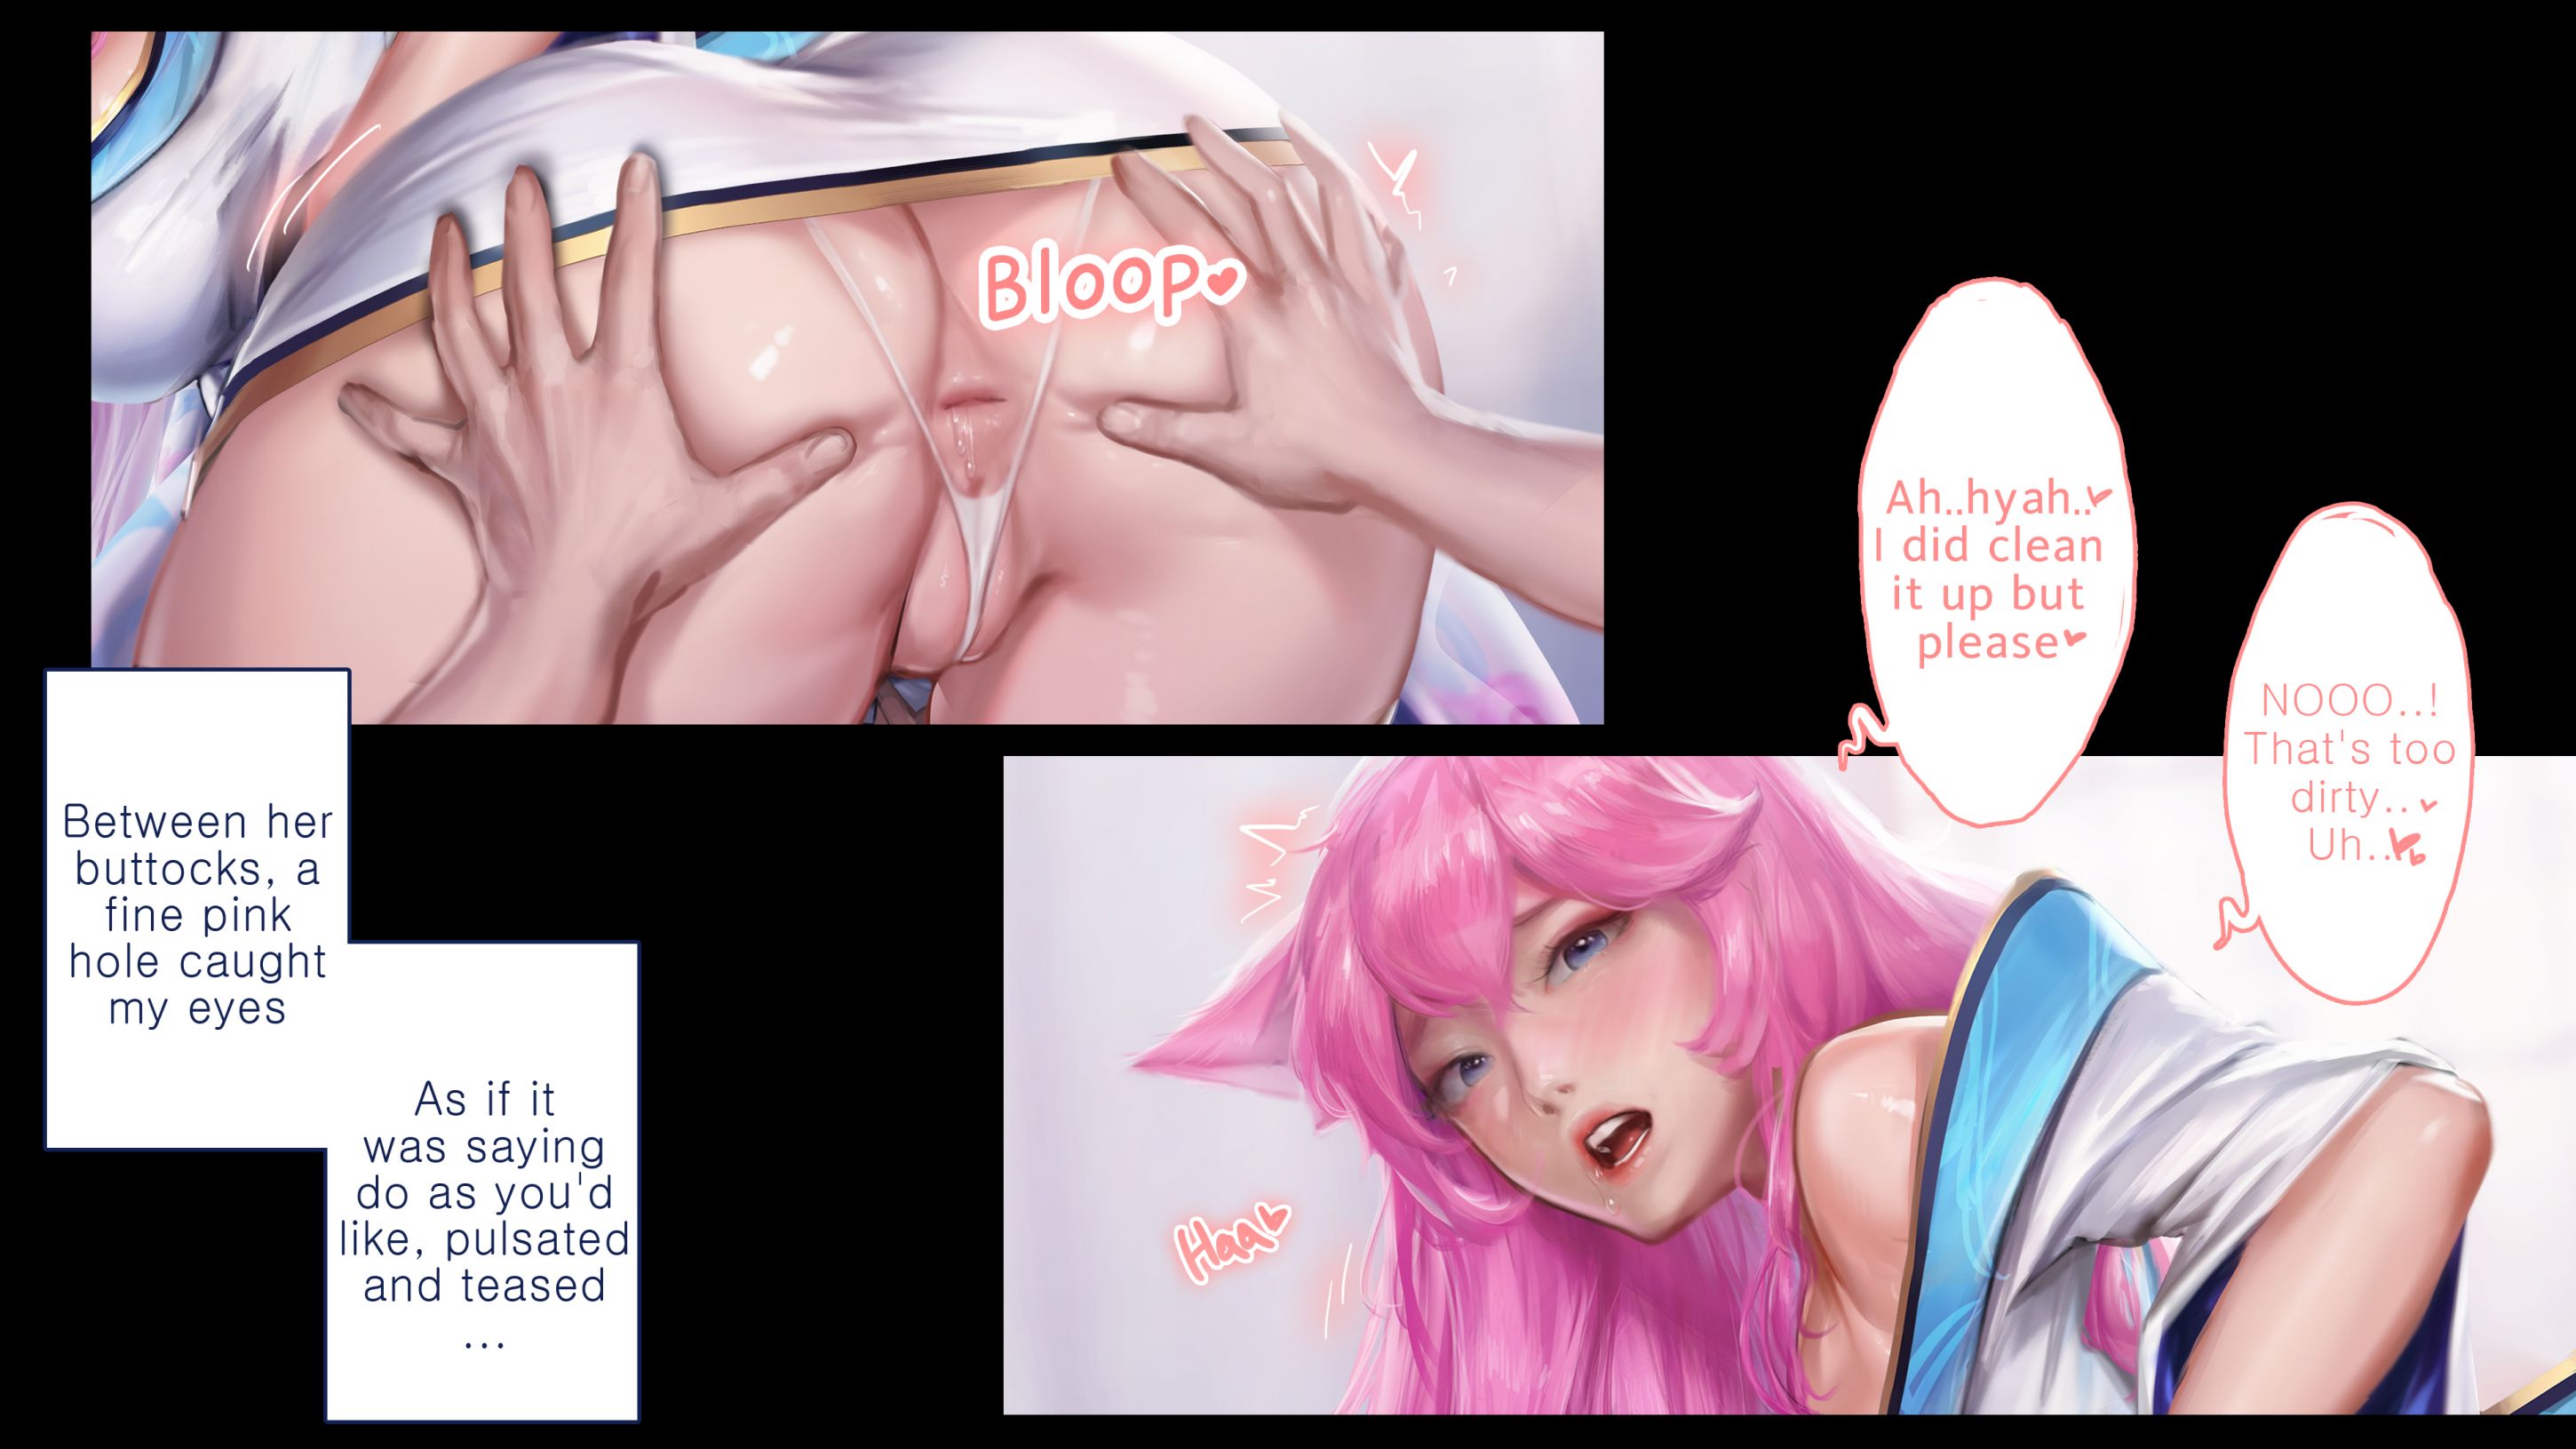 Bloop
Ah..hyah..
I did clean
it up but
please
NOOO..!
That's too
dirty..
Uh..
Between her
buttocks, a
fine pink
hole caught
my eyes
As if it
was saying
do as you'd
like, pulsated
and teased
...
Haa